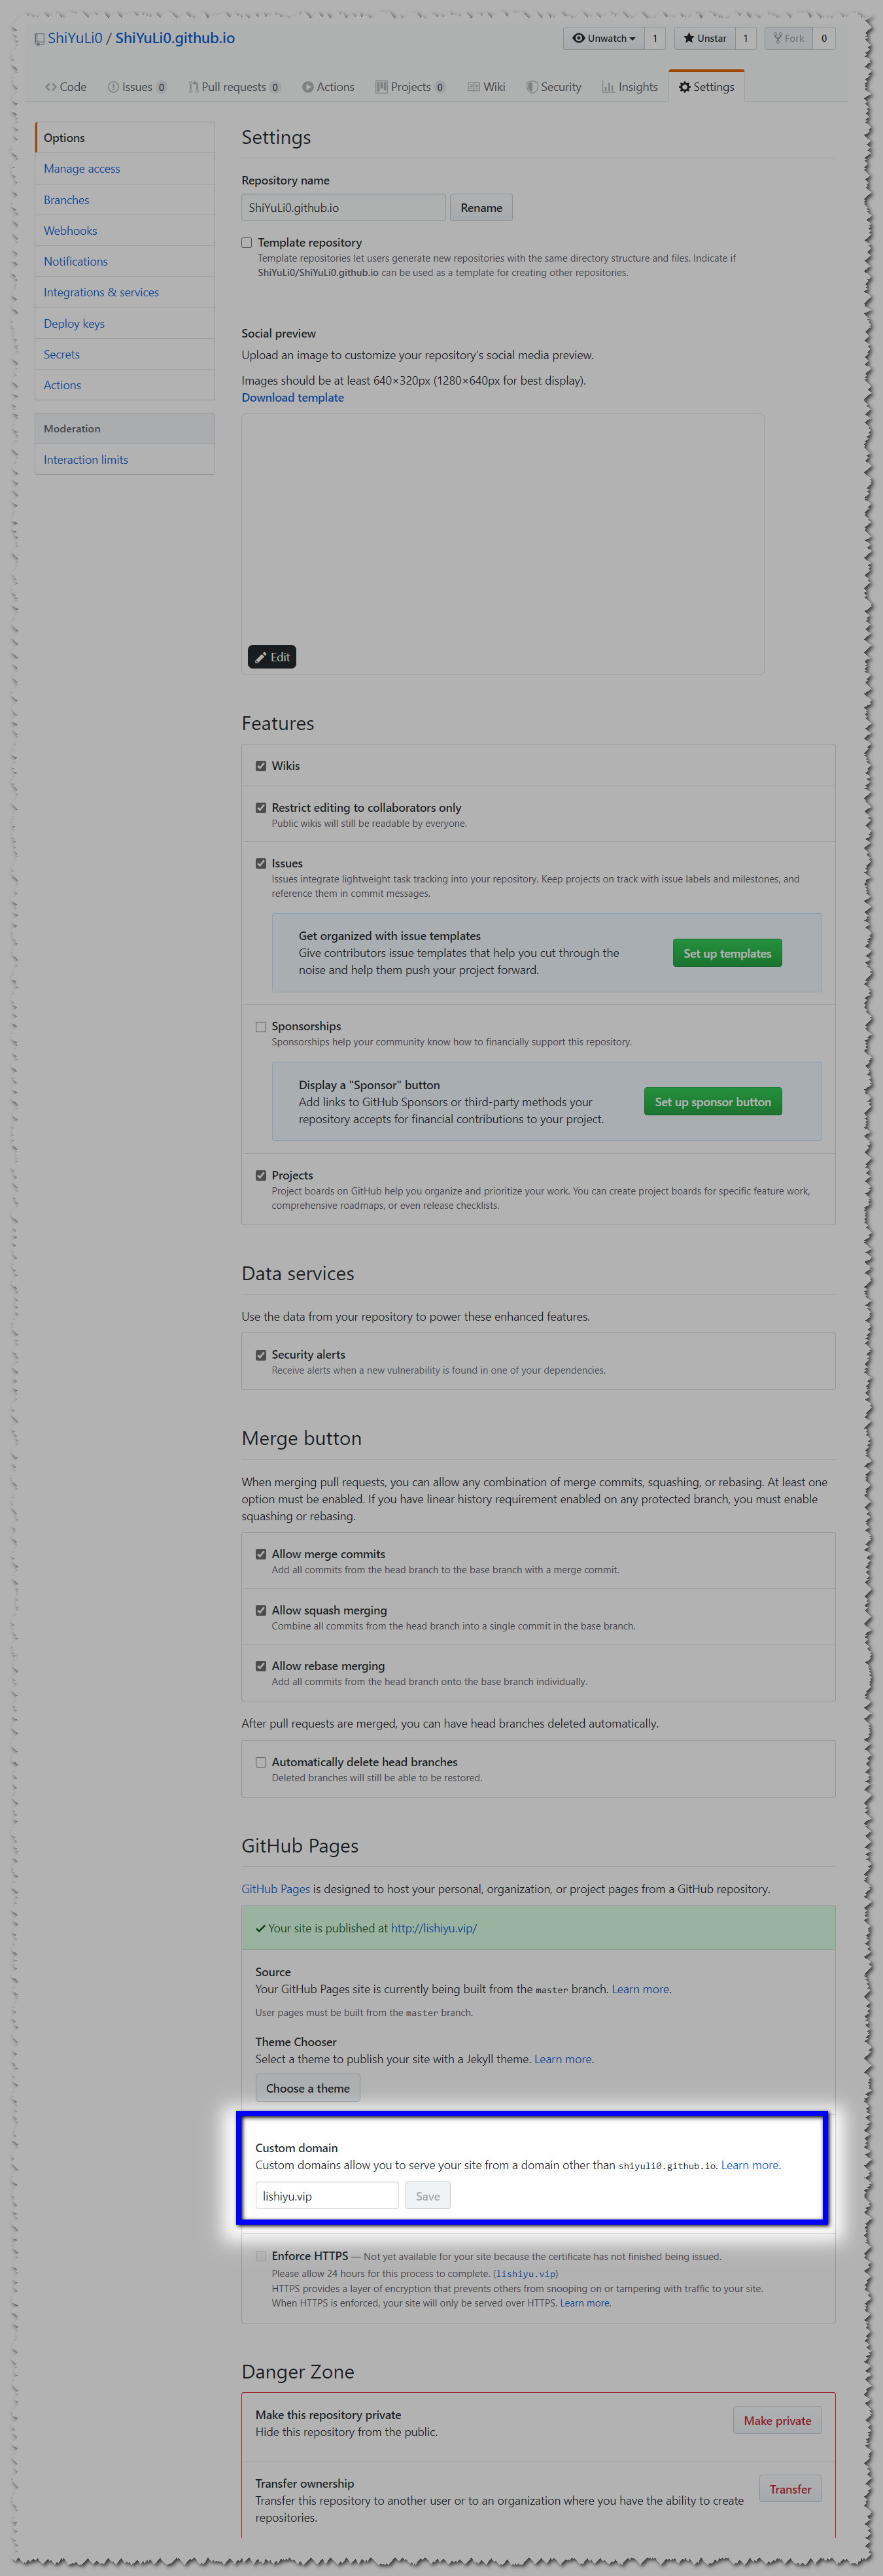 ShiYuLi0 / ShiYuLi0.github.io
Unwatch 1 Unstar 1 Fork 0
Code Issues 0 Pull requests 0 Actions Projects 0 Wiki Security Insights Settings
Options
Manage access
Branches
Webhooks
Notifications
Integrations & services
Deploy keys
Secrets
Actions
Moderation
Interaction limits
Settings
Repository name
ShiYuLi0.github.io Rename
Template repository
Template repositories let users generate new repositories with the same directory structure and files. Indicate if
ShiYuLi0/ShiYuLi0.github.io can be used as a template for creating other repositories.
Social preview
Upload an image to customize your repository's social media preview.
Images should be at least 640×320px (1280×640px for best display).
Download template
Edit
Features
Wikis
Restrict editing to collaborators only
Public wikis will still be readable by everyone.
Issues
Issues integrate lightweight task tracking into your repository. Keep projects on track with issue labels and milestones, and
reference them in commit messages.
Get organized with issue templates
Give contributors issue templates that help you cut through the
noise and help them push your project forward.
Set up templates
Sponsorships
Sponsorships help your community know how to financially support this repository.
Display a "Sponsor" button
Add links to GitHub Sponsors or third-party methods your
repository accepts for financial contributions to your project.
Set up sponsor button
Projects
Project boards on GitHub help you organize and prioritize your work. You can create project boards for specific feature work,
comprehensive roadmaps, or even release checklists.
Data services
Use the data from your repository to power these enhanced features.
Security alerts
Receive alerts when a new vulnerability is found in one of your dependencies.
Merge button
When merging pull requests, you can allow any combination of merge commits, squashing, or rebasing. At least one
option must be enabled. If you have linear history requirement enabled on any protected branch, you must enable
squashing or rebasing.
Allow merge commits
Add all commits from the head branch to the base branch with a merge commit.
Allow squash merging
Combine all commits from the head branch into a single commit in the base branch.
Allow rebase merging
Add all commits from the head branch onto the base branch individually.
After pull requests are merged, you can have head branches deleted automatically.
Automatically delete head branches
Deleted branches will still be able to be restored.
GitHub Pages
GitHub Pages is designed to host your personal, organization, or project pages from a GitHub repository.
Your site is published at http://lishiyu.vip/
Source
Your GitHub Pages site is currently being built from the master branch. Learn more.
User pages must be built from the master branch.
Theme Chooser
Select a theme to publish your site with a Jekyll theme. Learn more.
Choose a theme
Custom domain
Custom domains allow you to serve your site from a domain other than shiyuli0.github.io. Learn more.
lishiyu.vip Save
Enforce HTTPS — Not yet available for your site because the certificate has not finished being issued.
Please allow 24 hours for this process to complete. (lishiyu.vip)
HTTPS provides a layer of encryption that prevents others from snooping on or tampering with traffic to your site.
When HTTPS is enforced, your site will only be served over HTTPS. Learn more.
Danger Zone
Make this repository private
Hide this repository from the public.
Make private
Transfer ownership
Transfer this repository to another user or to an organization where you have the ability to create
repositories.
Transfer